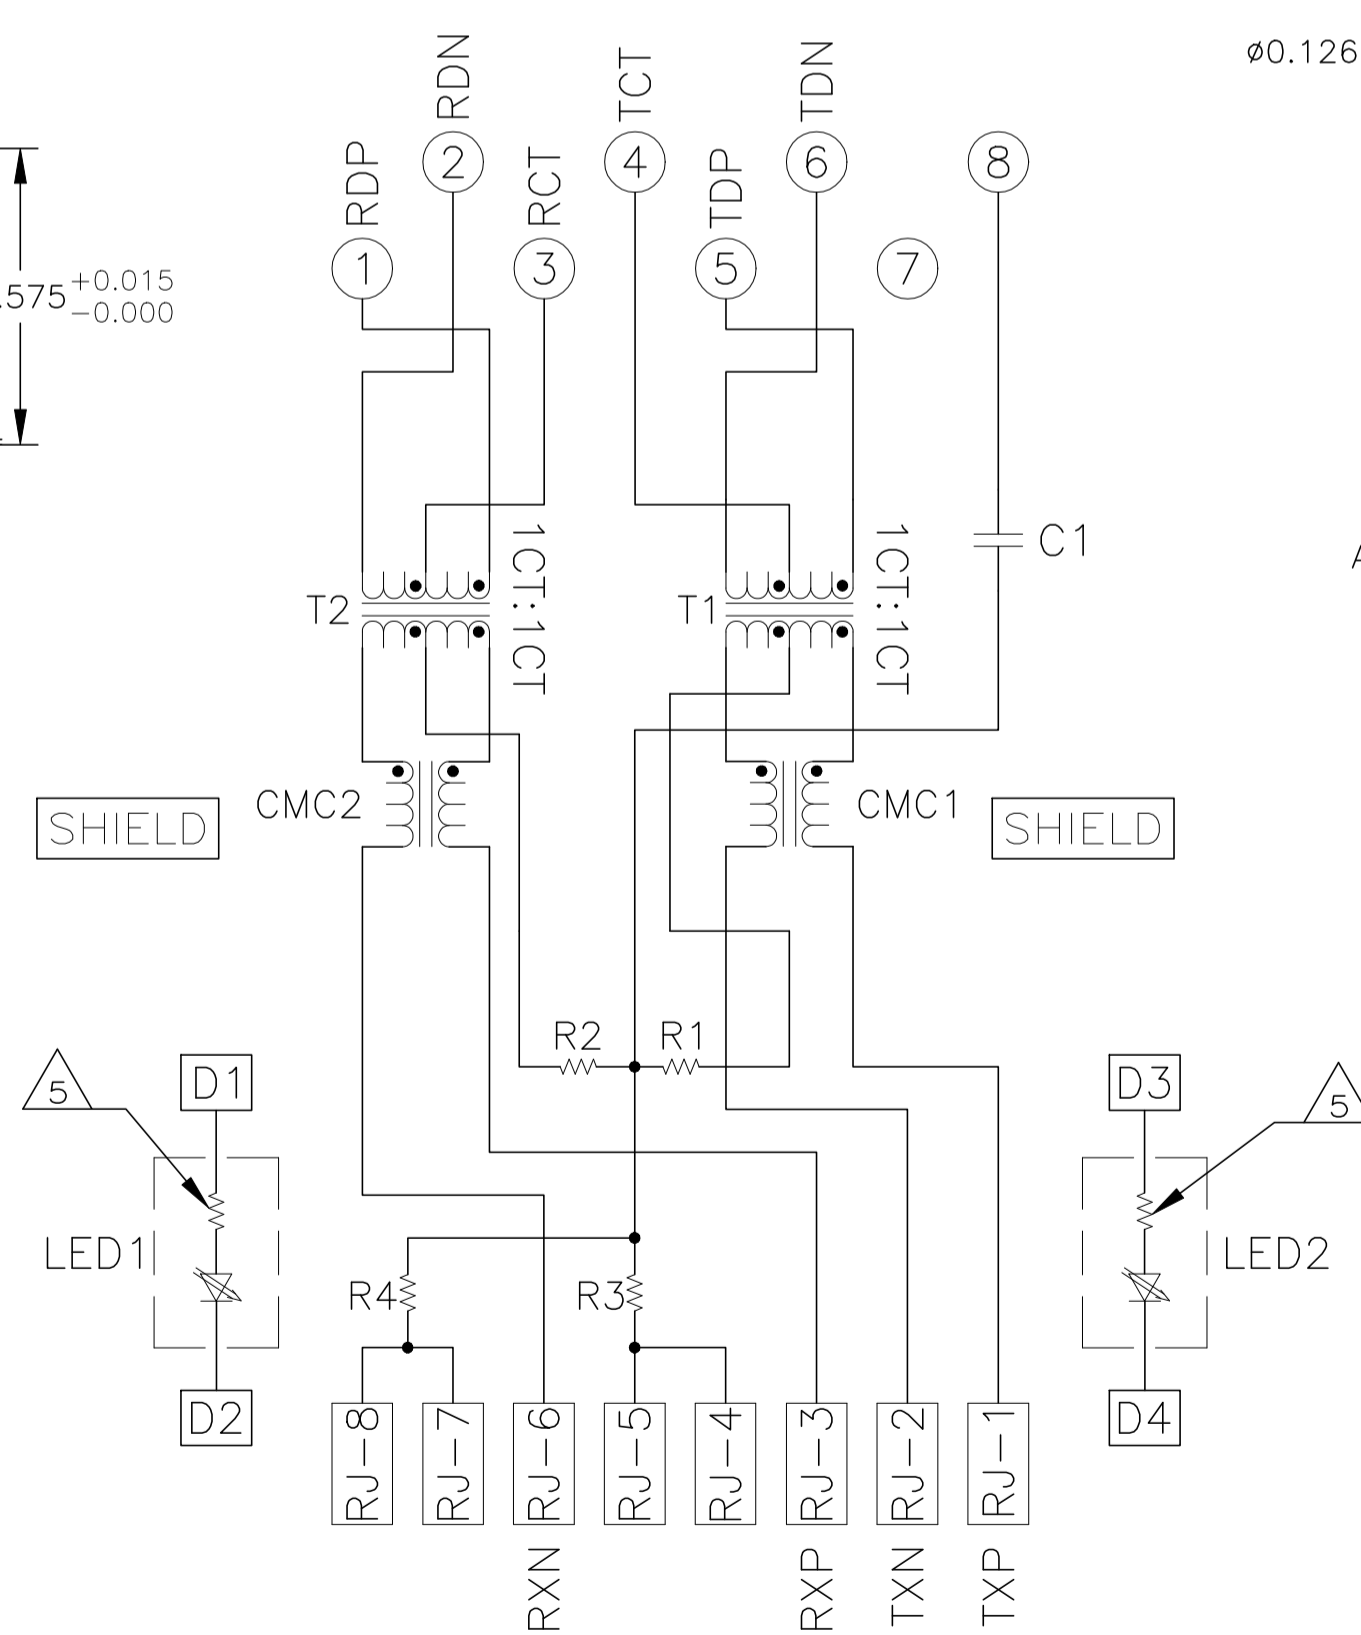 RDN
TCT
TDN
ø0.126
RDP
2
RCT
4
TDP
6
8
1
3
5
7
.575 +0.015
-0.000
1CT:1CT
1CT:1CT
C1
T2
T1
CMC2
CMC1
SHIELD
SHIELD
R2
R1
5
D1
D3
5
LED1
LED2
R4
R3
D2
D4
RJ-8
RJ-7
RJ-6
RJ-5
RJ-4
RJ-3
RJ-2
RJ-1
RXN
RXP
TXN
TXP